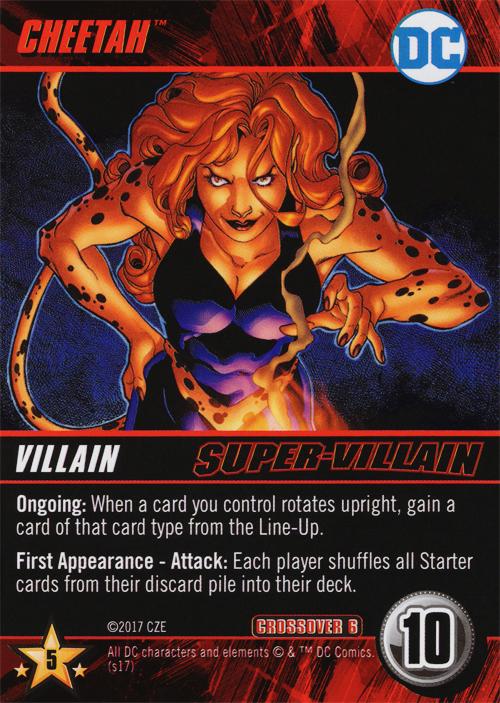 CHEETAH™
DC
VILLAIN
SUPER-VILLAIN
Ongoing: When a card you control rotates upright, gain a
card of that card type from the Line-Up.
First Appearance - Attack: Each player shuffles all Starter
cards from their discard pile into their deck.
©2017 CZE
CROSSOVER 6
5
All DC characters and elements © & ™ DC Comics.
(s17)
10